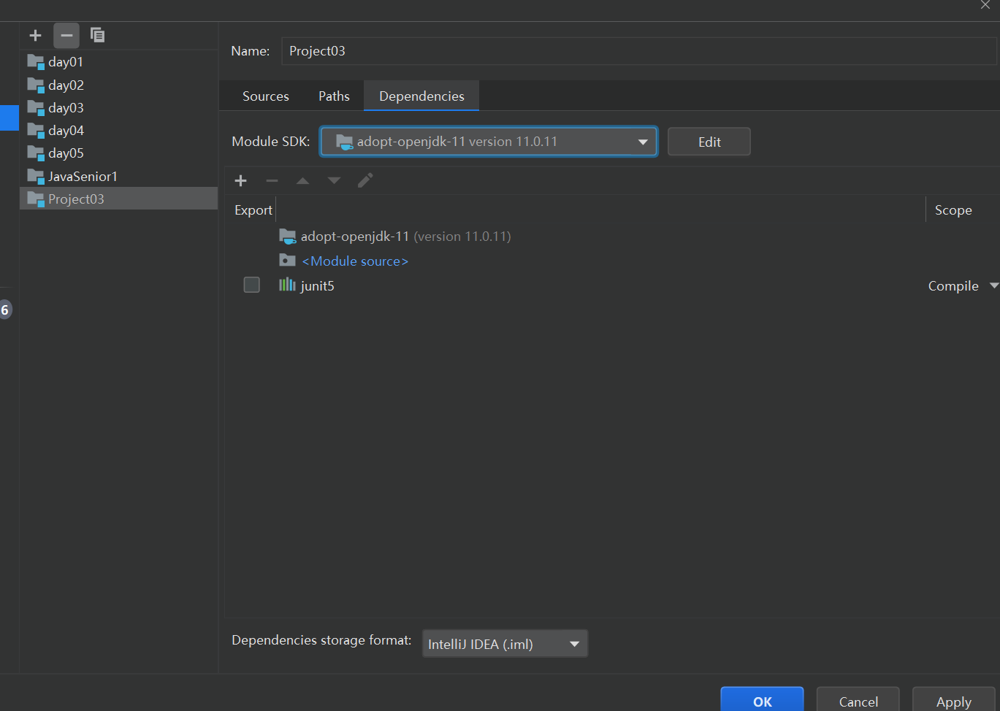 Name: Project03
day01
day02
day03
day04
day05
JavaSenior1
Project03
Sources Paths Dependencies
Module SDK: adopt-openjdk-11 version 11.0.11 Edit
Export Scope
adopt-openjdk-11 (version 11.0.11)
<Module source>
junit5 Compile
6
Dependencies storage format: IntelliJ IDEA (.iml)
OK Cancel Apply